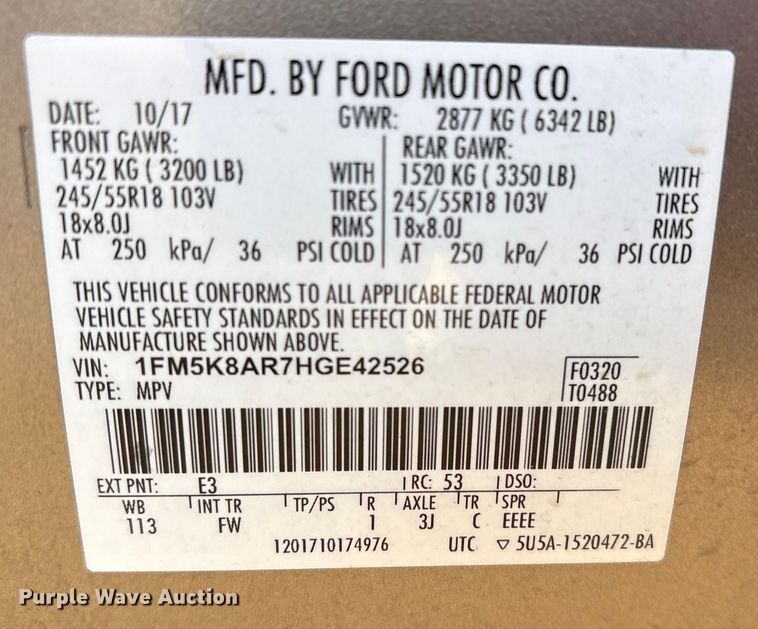 MFD. BY FORD MOTOR CO.
DATE: 10/17 GVWR: 2877 KG ( 6342 LB)
FRONT GAWR: REAR GAWR:
1452 KG ( 3200 LB) WITH 1520 KG ( 3350 LB) WITH
245/55R18 103V TIRES 245/55R18 103V TIRES
18x8.0J RIMS 18x8.0J RIMS
AT 250 kPa/ 36 PSI COLD AT 250 kPa/ 36 PSI COLD
THIS VEHICLE CONFORMS TO ALL APPLICABLE FEDERAL MOTOR
VEHICLE SAFETY STANDARDS IN EFFECT ON THE DATE OF
MANUFACTURE SHOWN ABOVE.
VIN: 1FM5K8AR7HGE42526 F0320
TYPE: MPV T0488
EXT PNT: E3 RC: 53 DSO:
WB INT TR TP/PS R AXLE TR SPR
113 FW 1 3J C EEEE
1201710174976 UTC ▽ 5U5A-1520472-BA
Purple Wave Auction